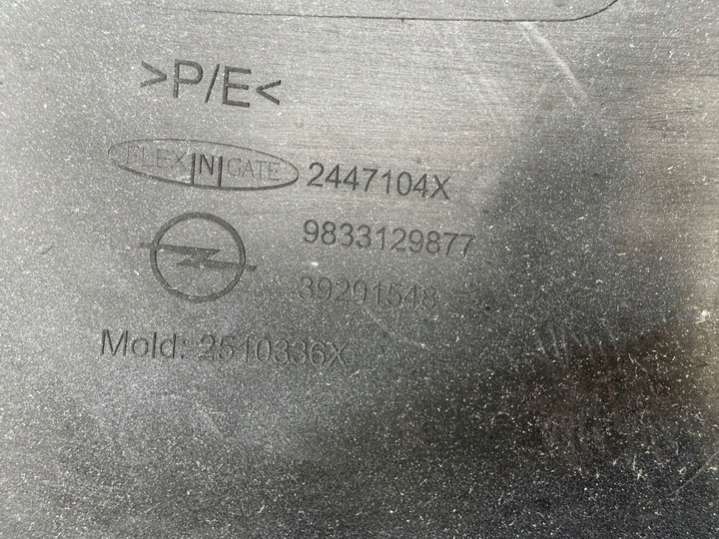 >P/E<
FLEX|N|GATE 2447104X
9833129877
39291548
Mold: 2510336X